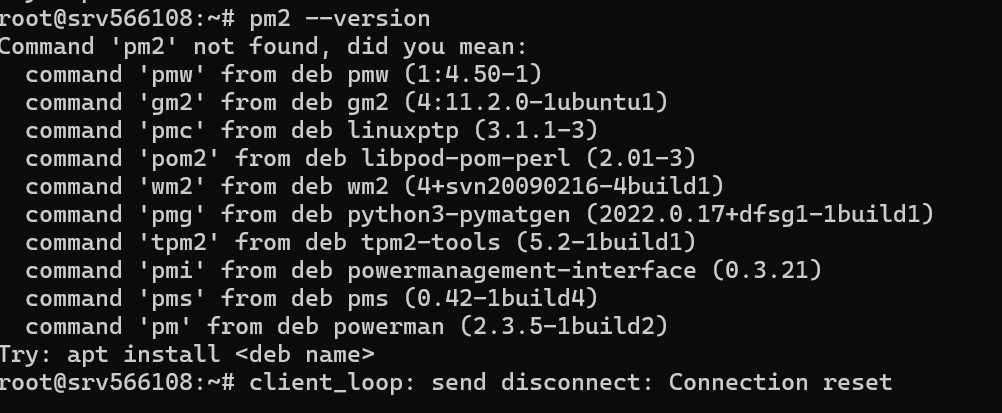 root@srv566108:~# pm2 --version
Command 'pm2' not found, did you mean:
  command 'pmw' from deb pmw (1:4.50-1)
  command 'gm2' from deb gm2 (4:11.2.0-1ubuntu1)
  command 'pmc' from deb linuxptp (3.1.1-3)
  command 'pom2' from deb libpod-pom-perl (2.01-3)
  command 'wm2' from deb wm2 (4+svn20090216-4build1)
  command 'pmg' from deb python3-pymatgen (2022.0.17+dfsg1-1build1)
  command 'tpm2' from deb tpm2-tools (5.2-1build1)
  command 'pmi' from deb powermanagement-interface (0.3.21)
  command 'pms' from deb pms (0.42-1build4)
  command 'pm' from deb powerman (2.3.5-1build2)
Try: apt install <deb name>
root@srv566108:~# client_loop: send disconnect: Connection reset